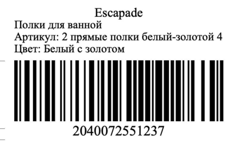 Escapade
Полки для ванной
Артикул: 2 прямые полки белый-золотой 4
Цвет: Белый с золотом
2040072551237